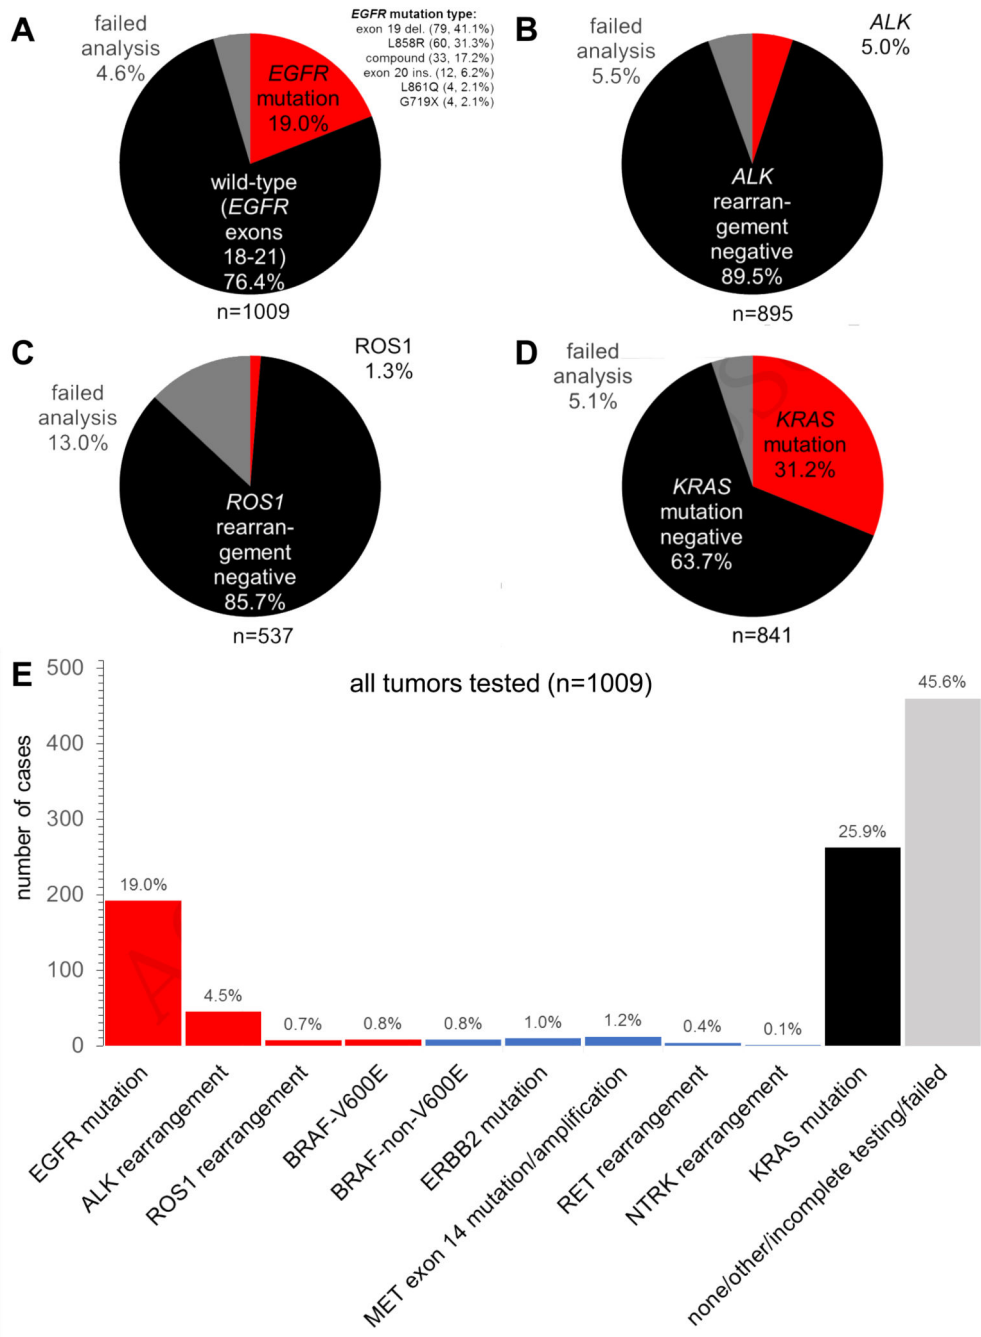 A
failed
analysis
4.6%
EGFR
mutation
19.0%
EGFR mutation type:
exon 19 del. (79, 41.1%)
L858R (60, 31.3%)
compound (33, 17.2%)
exon 20 ins. (12, 6.2%)
L861Q (4, 2.1%)
G719X (4, 2.1%)
wild-type
(EGFR
exons
18-21)
76.4%
n=1009
B
failed
analysis
5.5%
ALK
5.0%
ALK
rearran-
gement
negative
89.5%
n=895
C
failed
analysis
13.0%
ROS1
1.3%
ROS1
rearran-
gement
negative
85.7%
n=537
D
failed
analysis
5.1%
KRAS
mutation
31.2%
KRAS
mutation
negative
63.7%
n=841
E
all tumors tested (n=1009)
number of cases
500
400
300
200
100
0
19.0%
4.5%
0.7%
0.8%
0.8%
1.0%
1.2%
0.4%
0.1%
25.9%
45.6%
EGFR mutation
ALK rearrangement
ROS1 rearrangement
BRAF-V600E
BRAF-non-V600E
ERBB2 mutation
MET exon 14 mutation/amplification
RET rearrangement
NTRK rearrangement
KRAS mutation
none/other/incomplete testing/failed